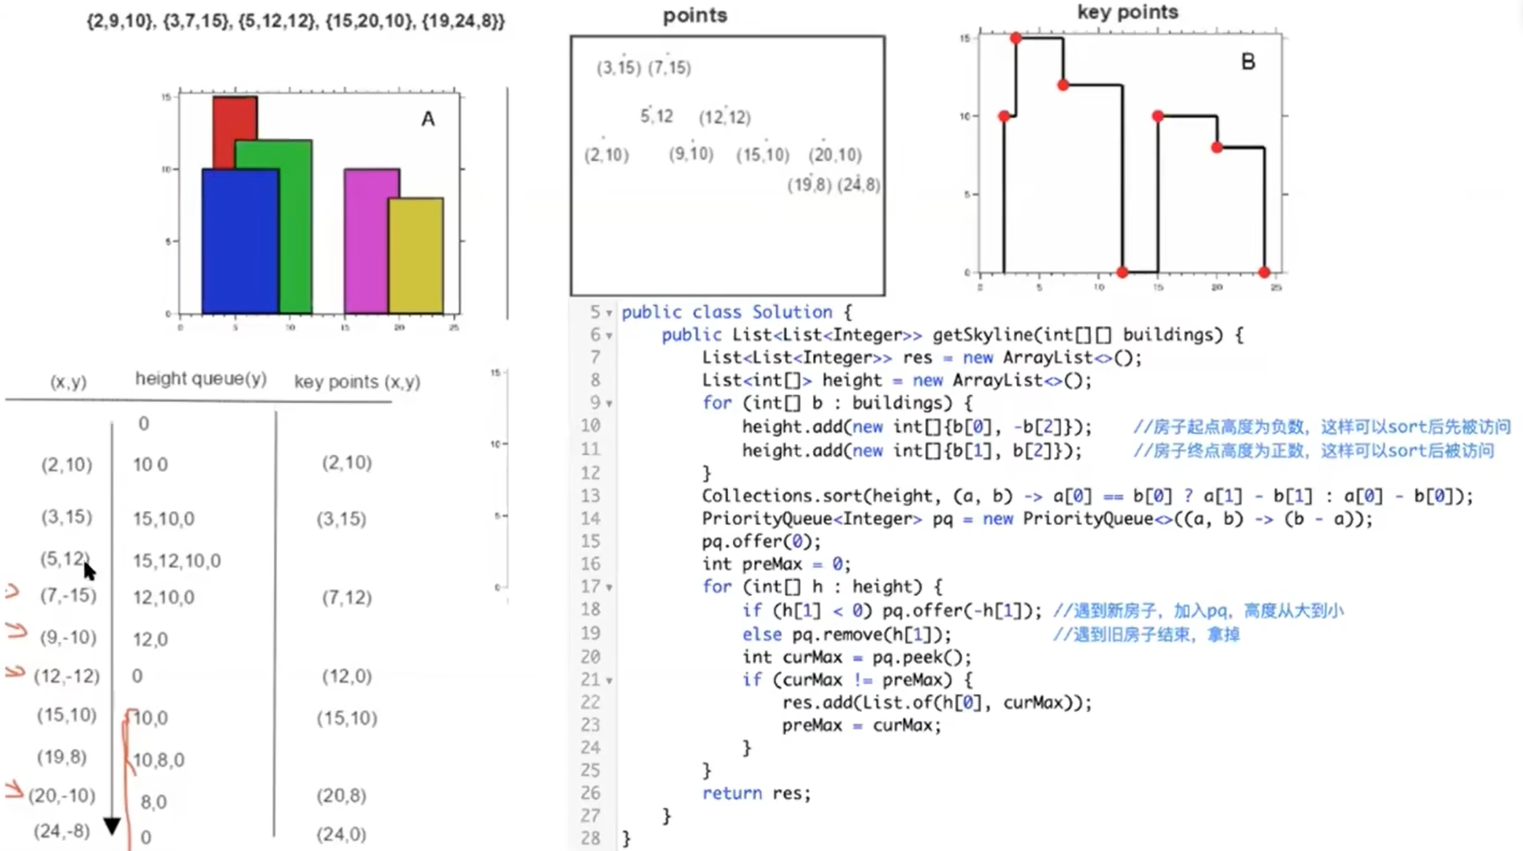 {2,9,10}, {3,7,15}, {5,12,12}, {15,20,10}, {19,24,8}}
15
10
5
0
A
0 5 10 15 20 25
points
(3,15) (7,15)
5,12 (12,12)
(2,10) (9,10) (15,10) (20,10)
(19,8) (24,8)
key points
15
10
5
0
B
0 5 10 15 20 25
(x,y) height queue(y) key points (x,y)
0
(2,10) 10 0 (2,10)
(3,15) 15,10,0 (3,15)
(5,12) 15,12,10,0
(7,-15) 12,10,0 (7,12)
(9,-10) 12,0
(12,-12) 0 (12,0)
(15,10) 10,0 (15,10)
(19,8) 10,8,0
(20,-10) 8,0 (20,8)
(24,-8) 0 (24,0)
15
10
5
0
5 public class Solution {
6 public List<List<Integer>> getSkyline(int[][] buildings) {
7 List<List<Integer>> res = new ArrayList<>();
8 List<int[]> height = new ArrayList<>();
9 for (int[] b : buildings) {
10 height.add(new int[]{b[0], -b[2]}); //房子起点高度为负数，这样可以sort后先被访问
11 height.add(new int[]{b[1], b[2]}); //房子终点高度为正数，这样可以sort后被访问
12 }
13 Collections.sort(height, (a, b) -> a[0] == b[0] ? a[1] - b[1] : a[0] - b[0]);
14 PriorityQueue<Integer> pq = new PriorityQueue<>((a, b) -> (b - a));
15 pq.offer(0);
16 int preMax = 0;
17 for (int[] h : height) {
18 if (h[1] < 0) pq.offer(-h[1]); //遇到新房子，加入pq，高度从大到小
19 else pq.remove(h[1]); //遇到旧房子结束，拿掉
20 int curMax = pq.peek();
21 if (curMax != preMax) {
22 res.add(List.of(h[0], curMax));
23 preMax = curMax;
24 }
25 }
26 return res;
27 }
28 }